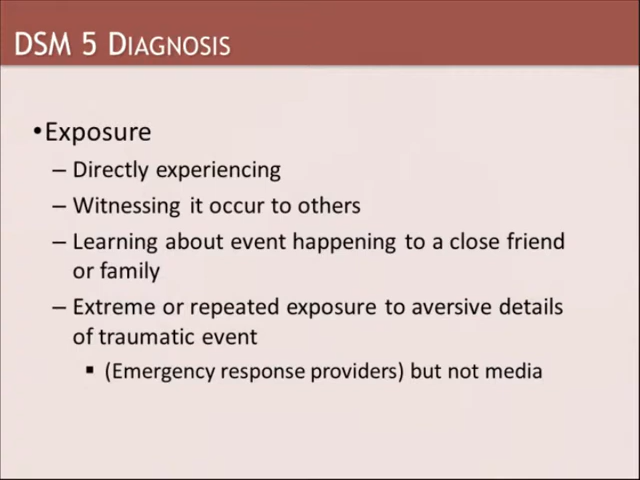 DSM 5 Diagnosis
•Exposure
– Directly experiencing
– Witnessing it occur to others
– Learning about event happening to a close friend
or family
– Extreme or repeated exposure to aversive details
of traumatic event
▪ (Emergency response providers) but not media